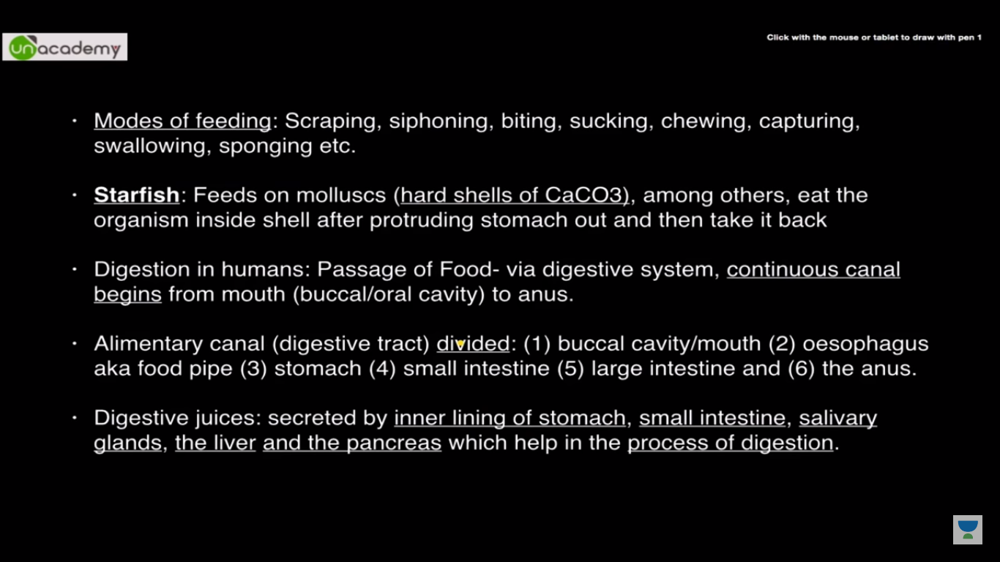 unacademy
Click with the mouse or tablet to draw with pen 1
· Modes of feeding: Scraping, siphoning, biting, sucking, chewing, capturing,
swallowing, sponging etc.
· Starfish: Feeds on molluscs (hard shells of CaCO3), among others, eat the
organism inside shell after protruding stomach out and then take it back
· Digestion in humans: Passage of Food- via digestive system, continuous canal
begins from mouth (buccal/oral cavity) to anus.
· Alimentary canal (digestive tract) divided: (1) buccal cavity/mouth (2) oesophagus
aka food pipe (3) stomach (4) small intestine (5) large intestine and (6) the anus.
· Digestive juices: secreted by inner lining of stomach, small intestine, salivary
glands, the liver and the pancreas which help in the process of digestion.